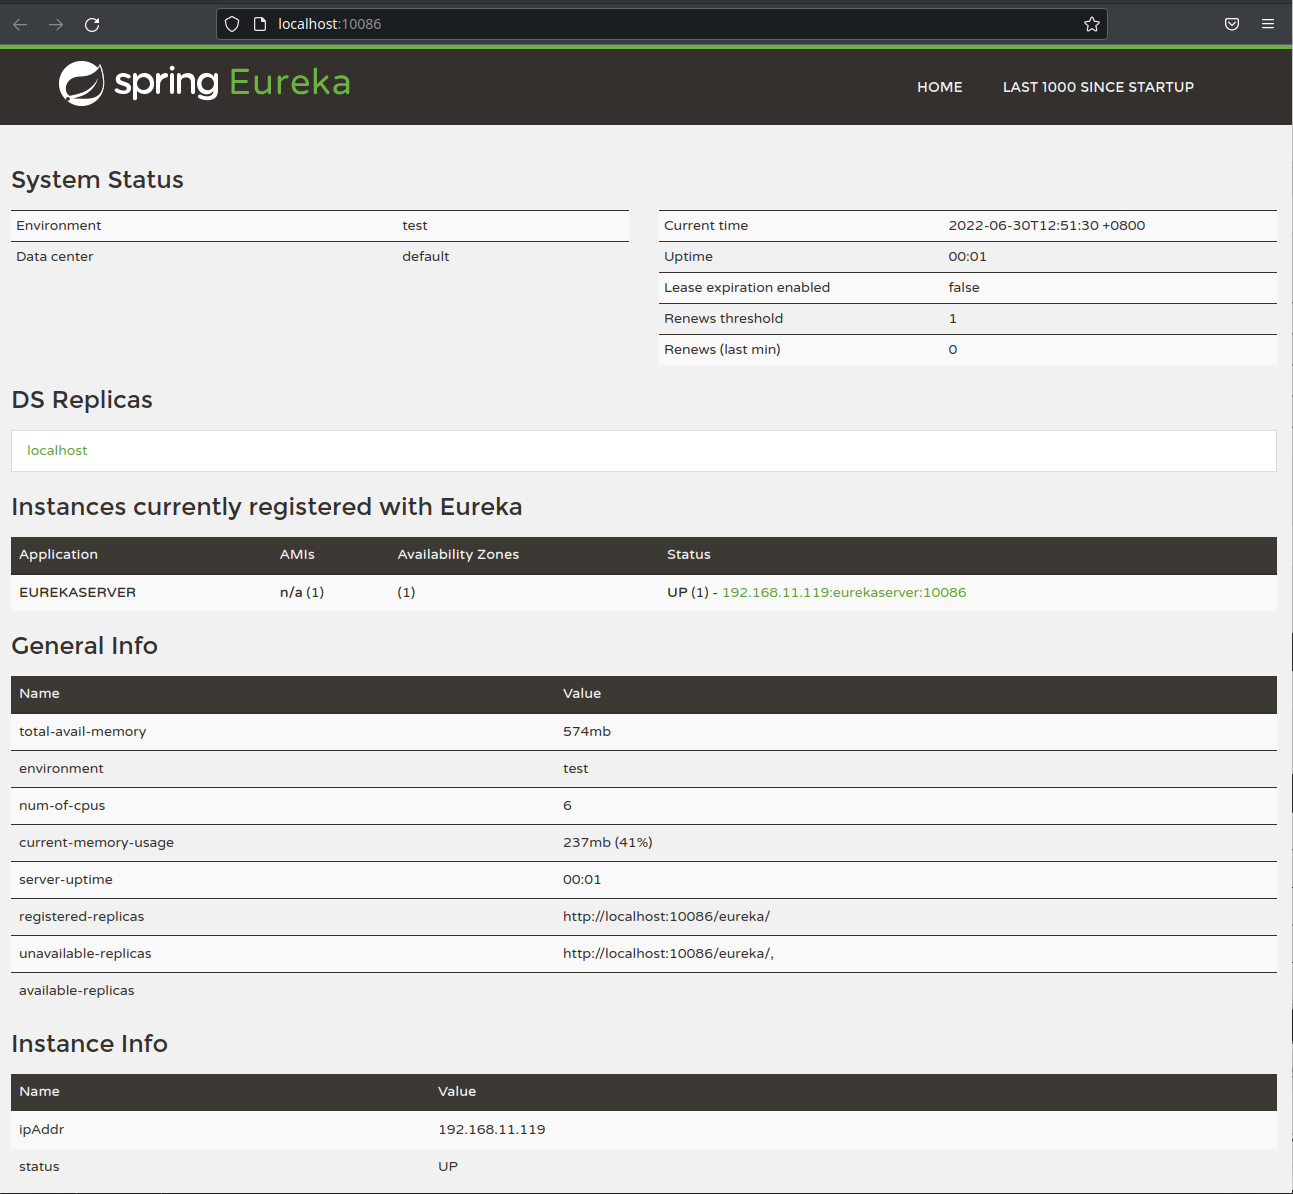 localhost:10086
spring Eureka
HOME LAST 1000 SINCE STARTUP
System Status
Environment test
Data center default
Current time 2022-06-30T12:51:30 +0800
Uptime 00:01
Lease expiration enabled false
Renews threshold 1
Renews (last min) 0
DS Replicas
localhost
Instances currently registered with Eureka
Application AMIs Availability Zones Status
EUREKASERVER n/a (1) (1) UP (1) - 192.168.11.119:eurekaserver:10086
General Info
Name Value
total-avail-memory 574mb
environment test
num-of-cpus 6
current-memory-usage 237mb (41%)
server-uptime 00:01
registered-replicas http://localhost:10086/eureka/
unavailable-replicas http://localhost:10086/eureka/,
available-replicas
Instance Info
Name Value
ipAddr 192.168.11.119
status UP